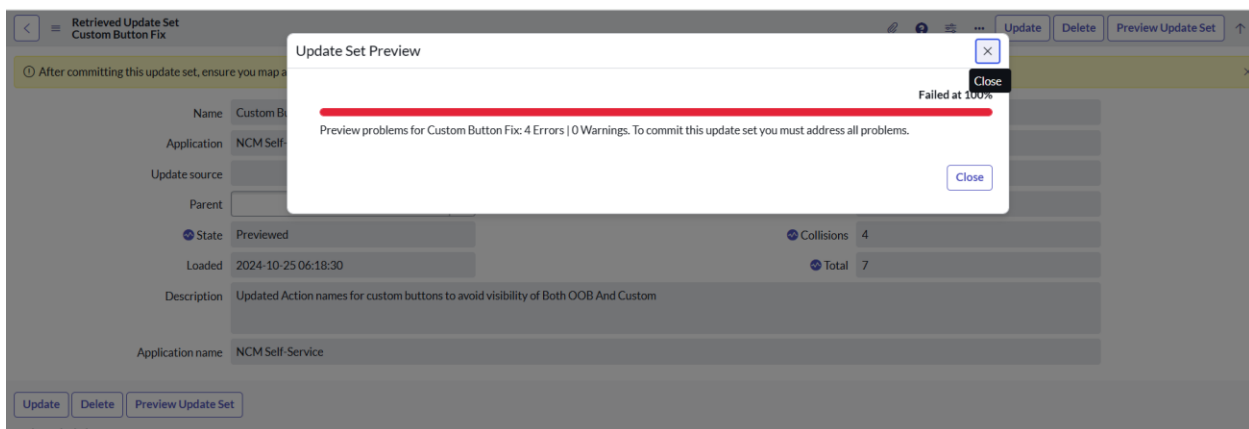 Retrieved Update Set
Custom Button Fix
Update
Delete
Preview Update Set
Update Set Preview
After committing this update set, ensure you map a
Close
Failed at 100%
Name Custom Bu
Preview problems for Custom Button Fix: 4 Errors | 0 Warnings. To commit this update set you must address all problems.
Application NCM Self-
Update source
Close
Parent
State Previewed
Collisions 4
Loaded 2024-10-25 06:18:30
Total 7
Description Updated Action names for custom buttons to avoid visibility of Both OOB And Custom
Application name NCM Self-Service
Update
Delete
Preview Update Set